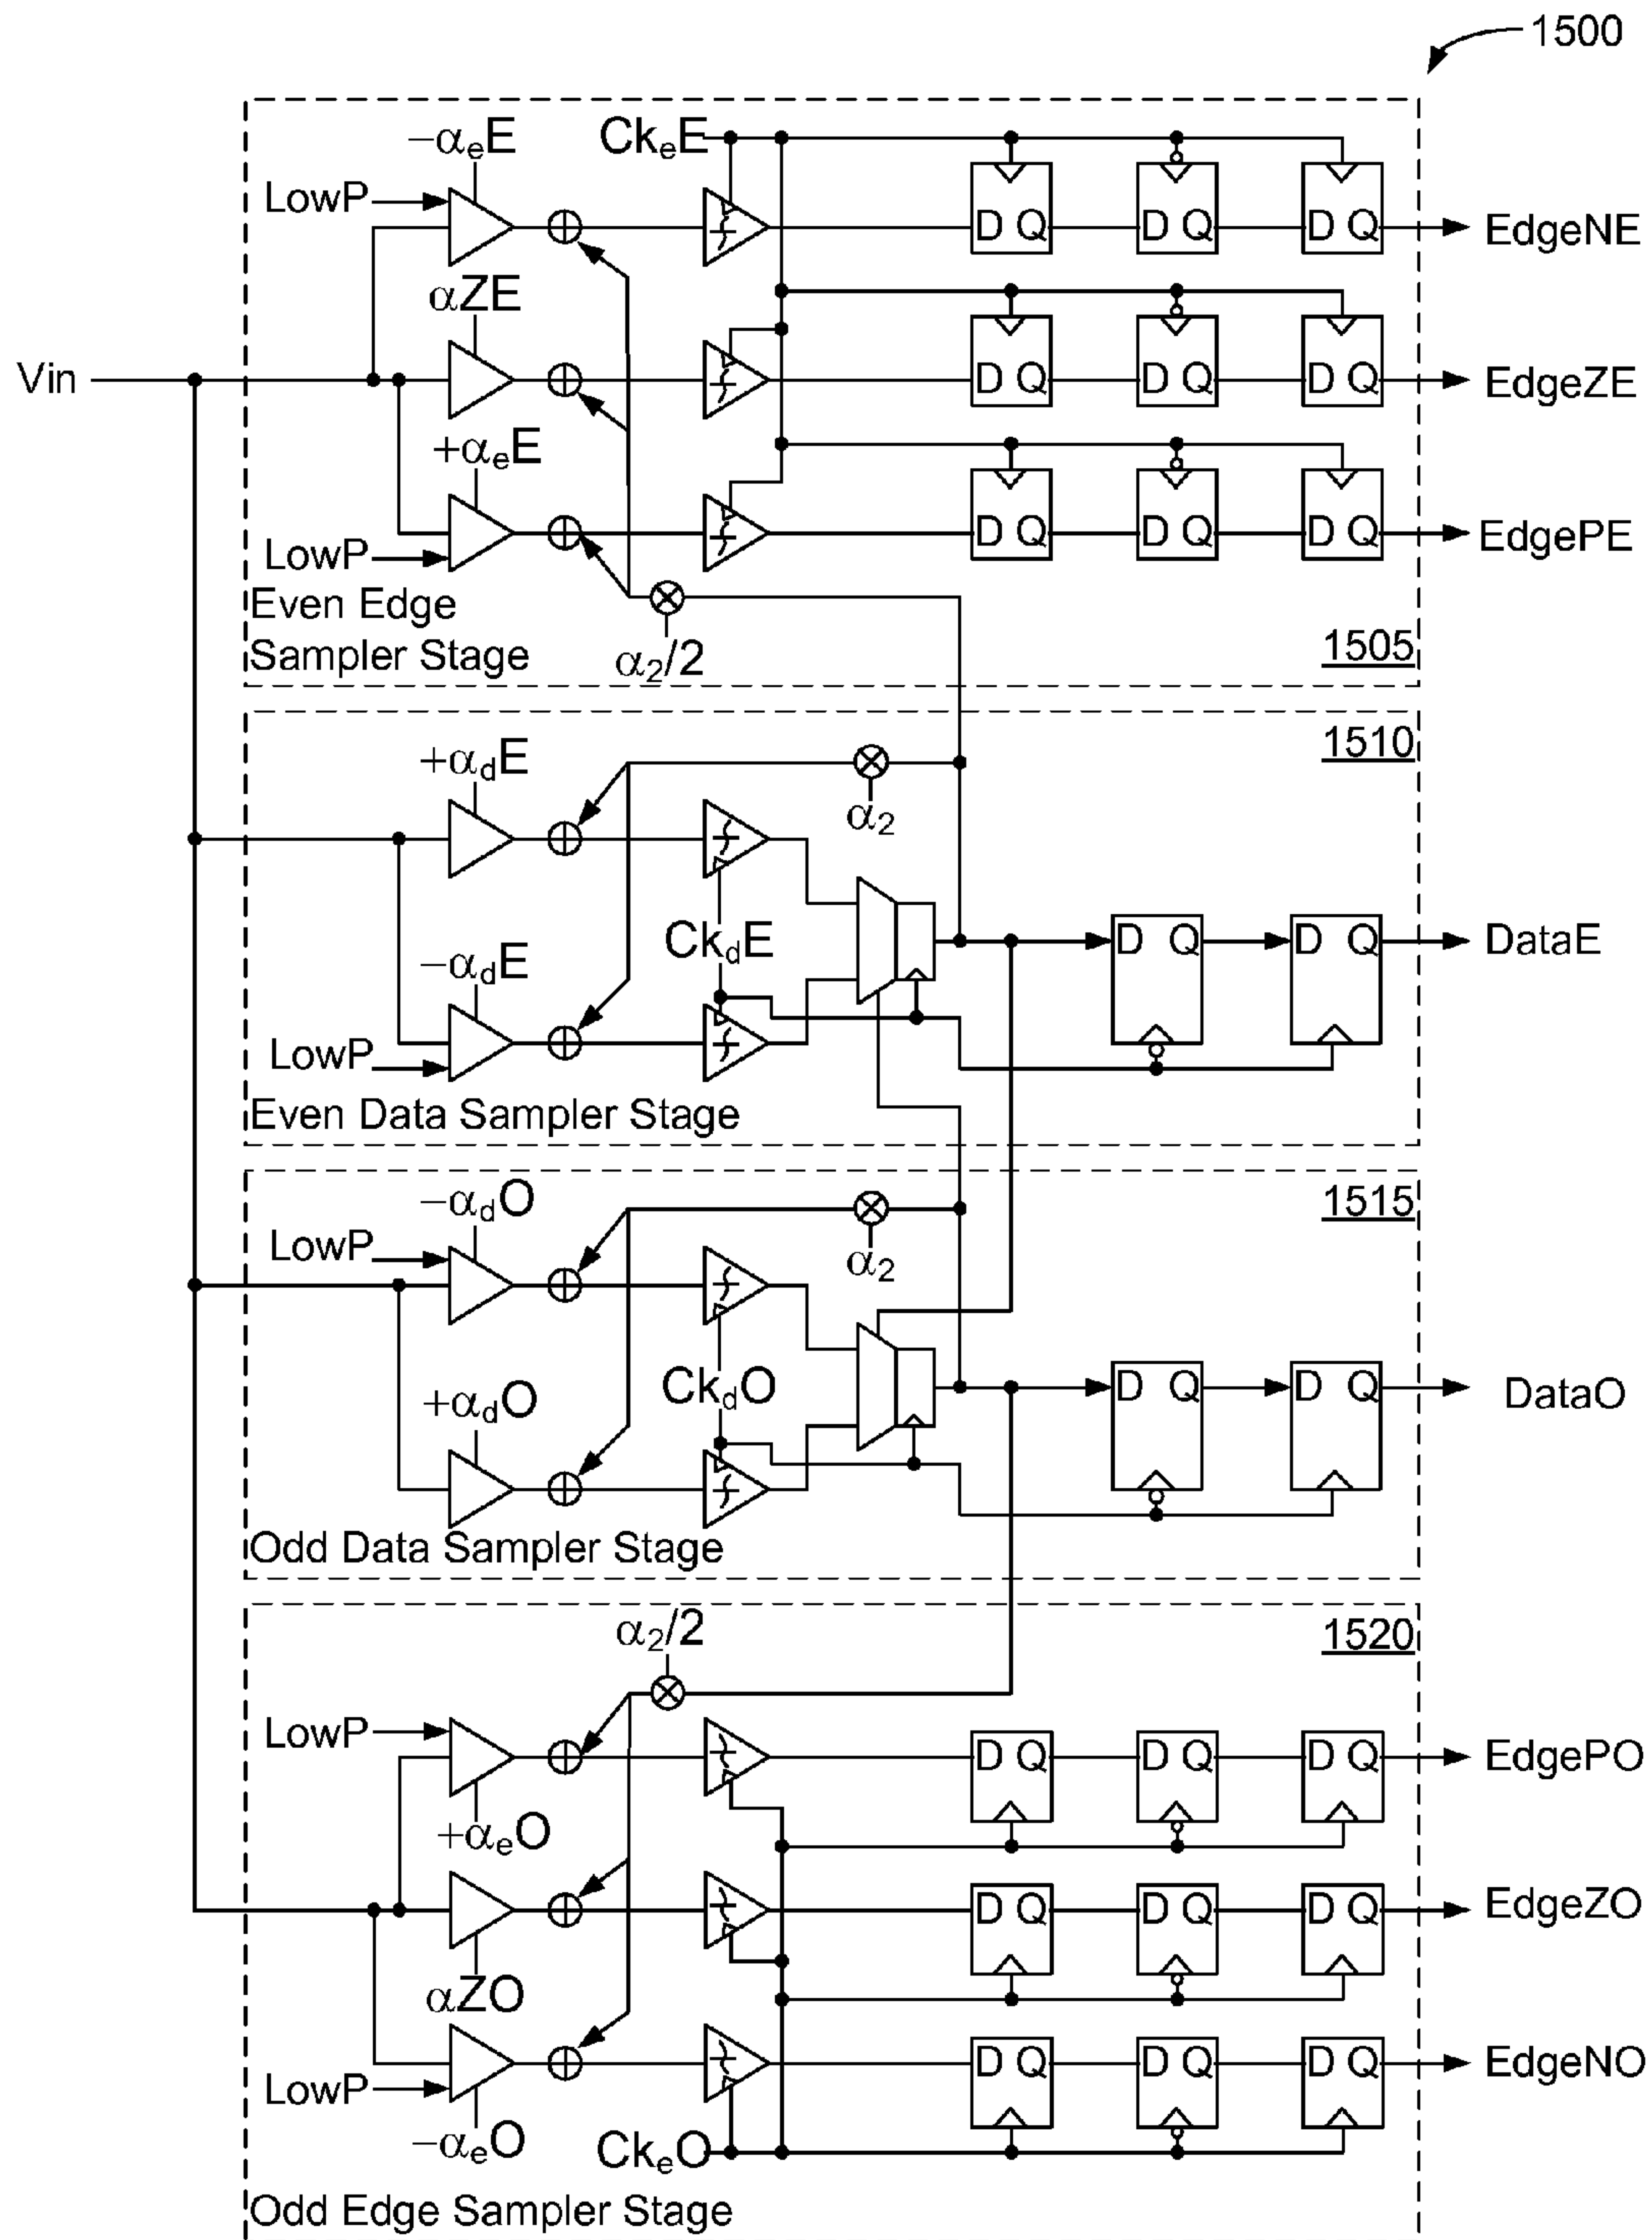 1500
−αeE
CkeE
LowP
D Q
D Q
D Q
EdgeNE
αZE
Vin
D Q
D Q
D Q
EdgeZE
+αeE
D Q
D Q
D Q
EdgePE
LowP
Even Edge
Sampler Stage
α2/2
1505
+αdE
1510
α2
CkdE
D Q
D Q
DataE
−αdE
LowP
Even Data Sampler Stage
−αdO
1515
LowP
α2
CkdO
D Q
D Q
DataO
+αdO
Odd Data Sampler Stage
α2/2
1520
LowP
D Q
D Q
D Q
EdgePO
+αeO
D Q
D Q
D Q
EdgeZO
αZO
D Q
D Q
D Q
EdgeNO
LowP
−αeO
CkeO
Odd Edge Sampler Stage